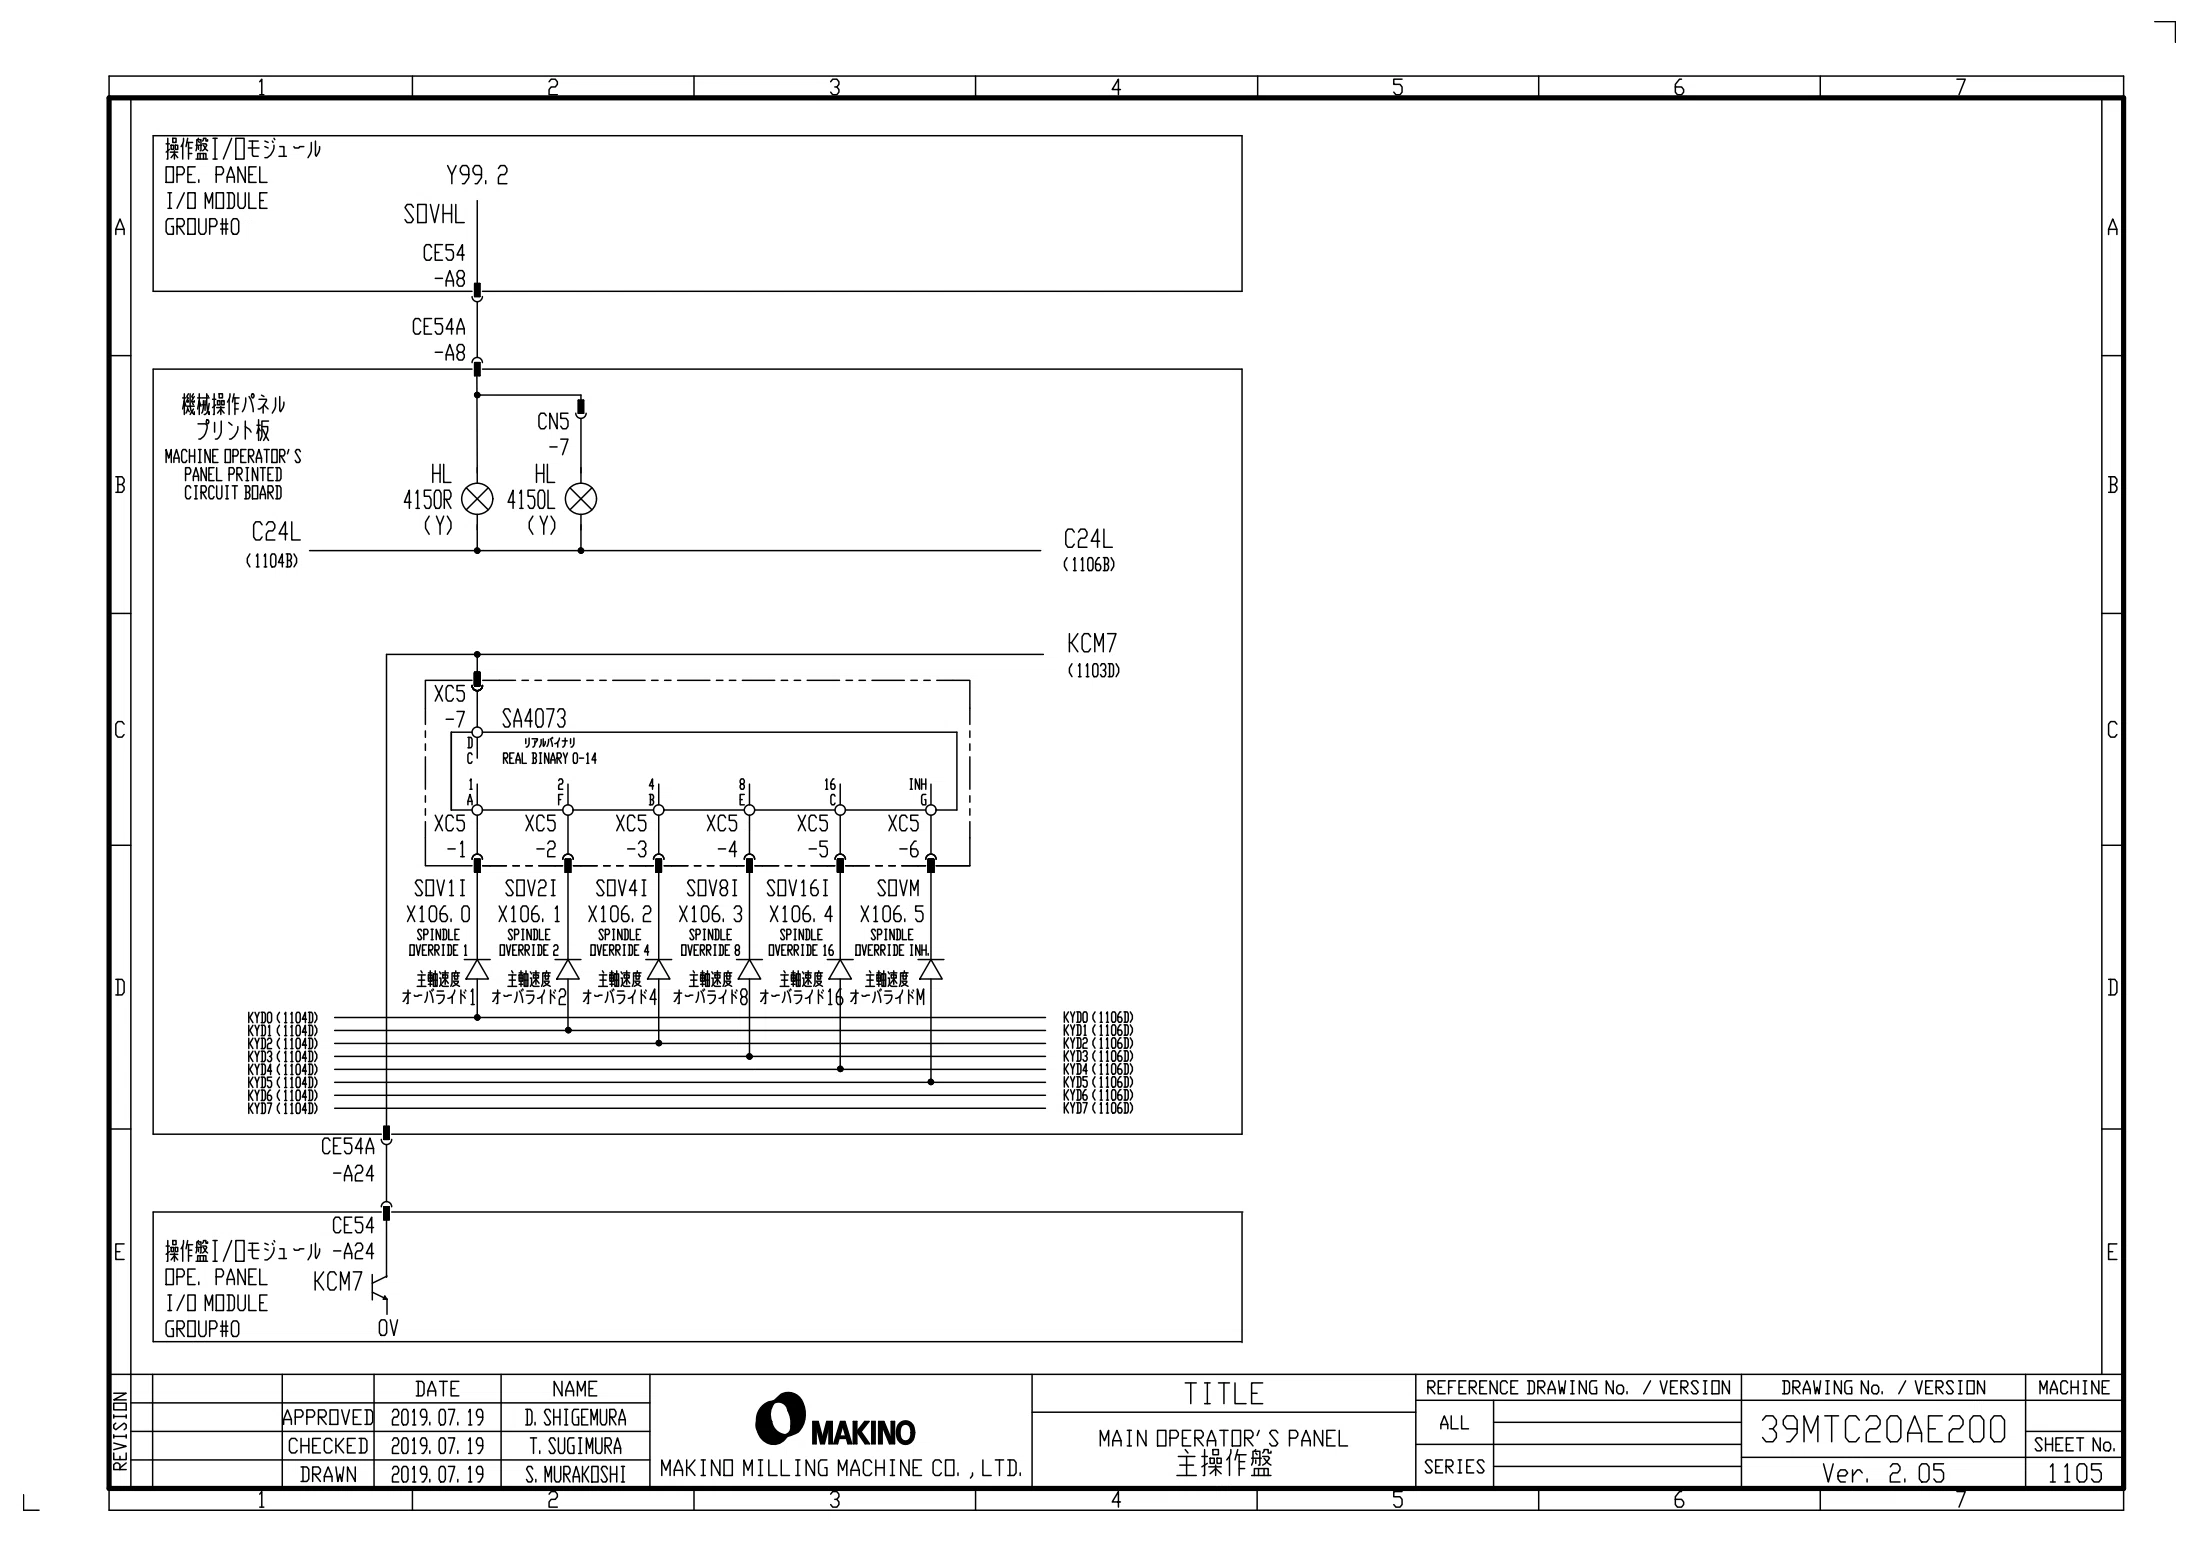 1 2 3 4 5 6 7
操作盤I/Oモジュール
OPE. PANEL
I/O MODULE
GROUP#0
Y99.2
SOVHL
CE54
-A8
A A
CE54A
-A8
機械操作パネル
プリント板
MACHINE OPERATOR'S
PANEL PRINTED
CIRCUIT BOARD
CN5
-7
HL HL
4150R 4150L
(Y) (Y)
B B
C24L C24L
(1104B) (1106B)
KCM7
(1103D)
XC5
-7 SA4073
D リアルバイナリ
C REAL BINARY 0-14
C C
1 2 4 8 16 INH
A F B E C G
XC5 XC5 XC5 XC5 XC5 XC5
-1 -2 -3 -4 -5 -6
SOV1I SOV2I SOV4I SOV8I SOV16I SOVM
X106.0 X106.1 X106.2 X106.3 X106.4 X106.5
SPINDLE SPINDLE SPINDLE SPINDLE SPINDLE SPINDLE
OVERRIDE 1 OVERRIDE 2 OVERRIDE 4 OVERRIDE 8 OVERRIDE 16 OVERRIDE INH.
主軸速度 主軸速度 主軸速度 主軸速度 主軸速度 主軸速度
オーバライド1 オーバライド2 オーバライド4 オーバライド8 オーバライド16 オーバライドM
D D
KYD0(1104D) KYD0(1106D)
KYD1(1104D) KYD1(1106D)
KYD2(1104D) KYD2(1106D)
KYD3(1104D) KYD3(1106D)
KYD4(1104D) KYD4(1106D)
KYD5(1104D) KYD5(1106D)
KYD6(1104D) KYD6(1106D)
KYD7(1104D) KYD7(1106D)
CE54A
-A24
CE54
-A24
操作盤I/Oモジュール
OPE. PANEL
I/O MODULE
GROUP#0
KCM7
0V
E E
REVISION
DATE NAME
APPROVED 2019.07.19 D. SHIGEMURA
CHECKED 2019.07.19 T. SUGIMURA
DRAWN 2019.07.19 S. MURAKOSHI
MAKINO
MAKINO MILLING MACHINE CO.,LTD.
TITLE
MAIN OPERATOR'S PANEL
主操作盤
REFERENCE DRAWING No. / VERSION
ALL
SERIES
DRAWING No. / VERSION
39MTC20AE200
Ver. 2.05
MACHINE
SHEET No.
1105
1 2 3 4 5 6 7